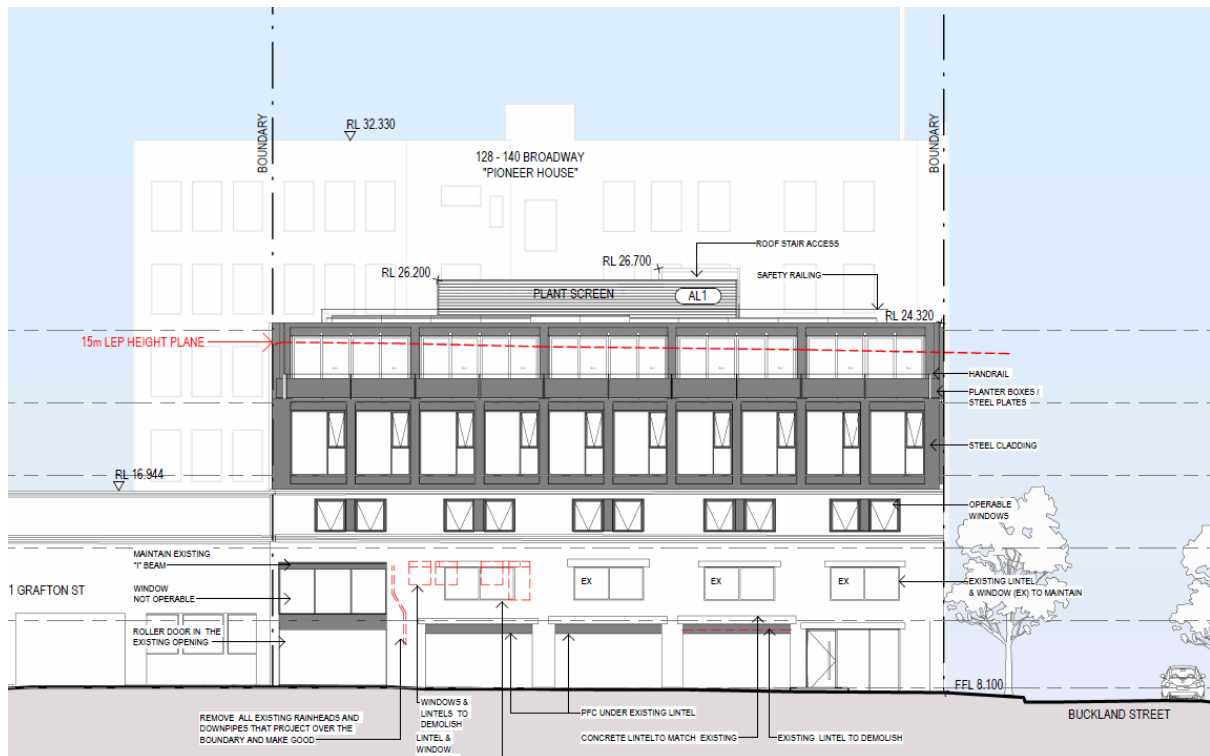 BOUNDARY
RL 32.330
128 - 140 BROADWAY
"PIONEER HOUSE"
BOUNDARY
ROOF STAIR ACCESS
RL 26.200
RL 26.700
SAFETY RAILING
PLANT SCREEN
AL1
RL 24.320
15m LEP HEIGHT PLANE
HANDRAIL
PLANTER BOXES /
STEEL PLATES
STEEL CLADDING
RL 16.944
OPERABLE
WINDOWS
MAINTAIN EXISTING
"I" BEAM
1 GRAFTON ST
WINDOW
NOT OPERABLE
EX
EX
EX
EXISTING LINTEL
& WINDOW (EX) TO MAINTAIN
ROLLER DOOR IN THE
EXISTING OPENING
FFL 8.100
BUCKLAND STREET
REMOVE ALL EXISTING RAINHEADS AND
DOWNPIPES THAT PROJECT OVER THE
BOUNDARY AND MAKE GOOD
WINDOWS &
LINTELS TO
DEMOLISH
LINTEL &
WINDOW
PFC UNDER EXISTING LINTEL
CONCRETE LINTELTO MATCH EXISTING
EXISTING LINTEL TO DEMOLISH